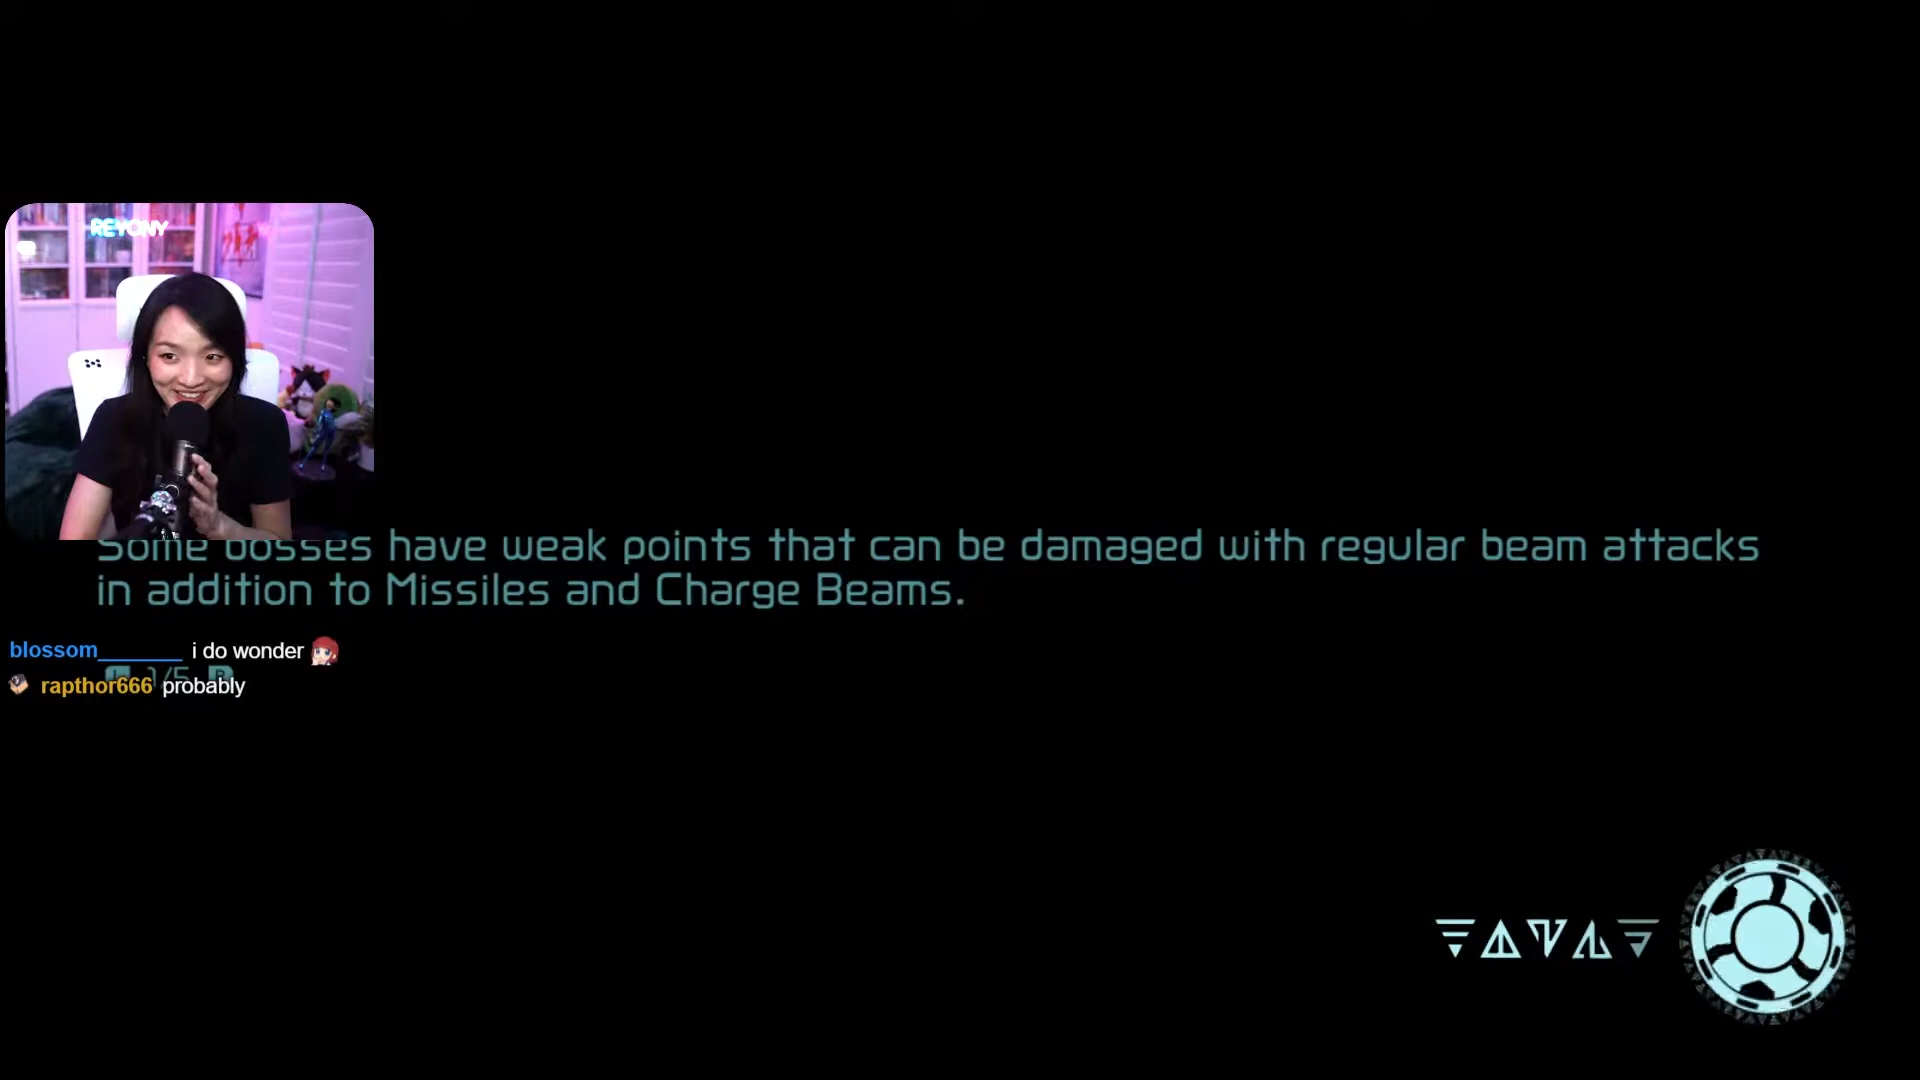 REYONY
Some bosses have weak points that can be damaged with regular beam attacks
in addition to Missiles and Charge Beams.
blossom_______ i do wonder
rapthor666 probably